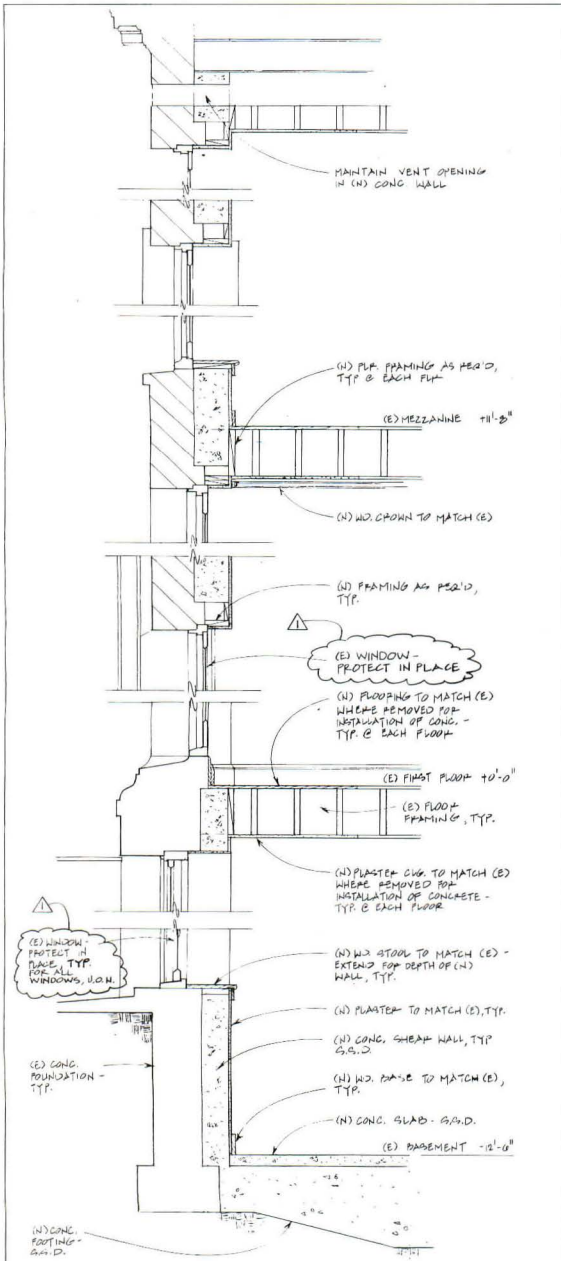 MAINTAIN VENT OPENING
IN (N) CONC WALL
(N) FLR. FRAMING AS REQ'D,
TYP @ EACH FLR
(E) MEZZANINE +11'-8"
(N) WD. CROWN TO MATCH (E)
(N) FRAMING AS REQ'D,
TYP.
1
(E) WINDOW -
PROTECT IN PLACE
(N) FLOORING TO MATCH (E)
WHERE REMOVED FOR
INSTALLATION OF CONC. -
TYP. @ EACH FLOOR
(E) FIRST FLOOR +0'-0"
(E) FLOOR
FRAMING, TYP.
(N) PLASTER CLG. TO MATCH (E)
WHERE REMOVED FOR
INSTALLATION OF CONCRETE -
TYP. @ EACH FLOOR
1
(E) WINDOW -
PROTECT IN
PLACE, TYP.
FOR ALL
WINDOWS, U.O.N.
(N) WD. STOOL TO MATCH (E) -
EXTEND FOR DEPTH OF (N)
WALL, TYP.
(N) PLASTER TO MATCH (E), TYP.
(N) CONC. SHEAR WALL, TYP
S.S.D.
(E) CONC.
FOUNDATION -
TYP.
(N) WD. BASE TO MATCH (E),
TYP.
(N) CONC. SLAB - S.S.D.
(E) BASEMENT -12'-6"
(N) CONC.
FOOTING -
S.S.D.